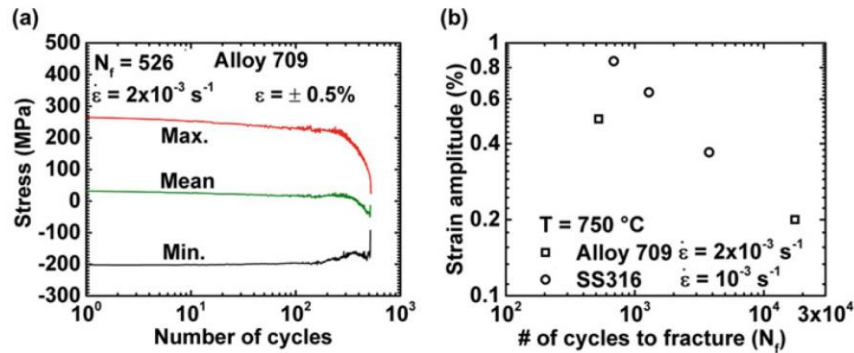 (a)
500
400
300
200
100
0
-100
-200
-300
Stress (MPa)
N_f = 526 Alloy 709
ε̇ = 2x10⁻³ s⁻¹ ε = ± 0.5%
Max.
Mean
Min.
10⁰ 10¹ 10² 10³
Number of cycles
(b)
0.8
0.6
0.4
0.2
0.1
Strain amplitude (%)
T = 750 °C
Alloy 709 ε̇ = 2x10⁻³ s⁻¹
SS316 ε̇ = 10⁻³ s⁻¹
10² 10³ 10⁴ 3x10⁴
# of cycles to fracture (N_f)